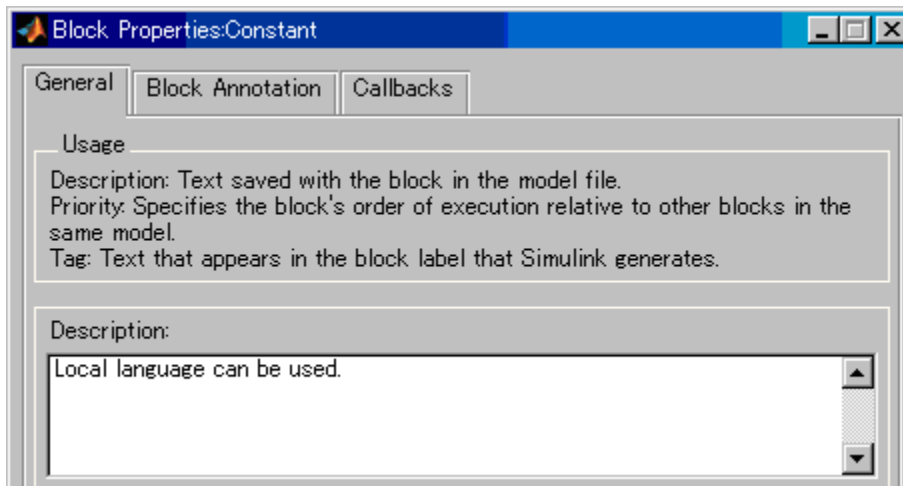 Block Properties:Constant
General
Block Annotation
Callbacks
Usage
Description: Text saved with the block in the model file.
Priority: Specifies the block's order of execution relative to other blocks in the
same model.
Tag: Text that appears in the block label that Simulink generates.
Description:
Local language can be used.